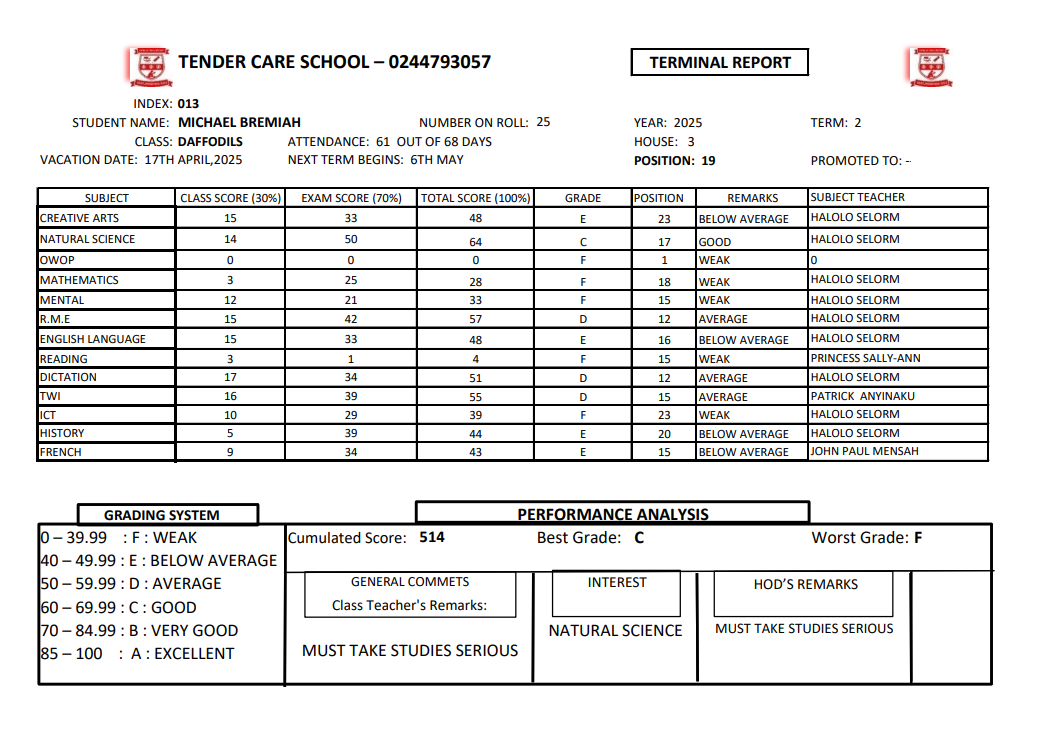 TENDER CARE SCHOOL – 0244793057 TERMINAL REPORT
INDEX: 013
STUDENT NAME: MICHAEL BREMIAH NUMBER ON ROLL: 25 YEAR: 2025 TERM: 2
CLASS: DAFFODILS ATTENDANCE: 61 OUT OF 68 DAYS HOUSE: 3
VACATION DATE: 17TH APRIL,2025 NEXT TERM BEGINS: 6TH MAY POSITION: 19 PROMOTED TO: --
SUBJECT CLASS SCORE (30%) EXAM SCORE (70%) TOTAL SCORE (100%) GRADE POSITION REMARKS SUBJECT TEACHER
CREATIVE ARTS 15 33 48 E 23 BELOW AVERAGE HALOLO SELORM
NATURAL SCIENCE 14 50 64 C 17 GOOD HALOLO SELORM
OWOP 0 0 0 F 1 WEAK 0
MATHEMATICS 3 25 28 F 18 WEAK HALOLO SELORM
MENTAL 12 21 33 F 15 WEAK HALOLO SELORM
R.M.E 15 42 57 D 12 AVERAGE HALOLO SELORM
ENGLISH LANGUAGE 15 33 48 E 16 BELOW AVERAGE HALOLO SELORM
READING 3 1 4 F 15 WEAK PRINCESS SALLY-ANN
DICTATION 17 34 51 D 12 AVERAGE HALOLO SELORM
TWI 16 39 55 D 15 AVERAGE PATRICK ANYINAKU
ICT 10 29 39 F 23 WEAK HALOLO SELORM
HISTORY 5 39 44 E 20 BELOW AVERAGE HALOLO SELORM
FRENCH 9 34 43 E 15 BELOW AVERAGE JOHN PAUL MENSAH
GRADING SYSTEM
0 – 39.99 : F : WEAK
40 – 49.99 : E : BELOW AVERAGE
50 – 59.99 : D : AVERAGE
60 – 69.99 : C : GOOD
70 – 84.99 : B : VERY GOOD
85 – 100 : A : EXCELLENT
PERFORMANCE ANALYSIS
Cumulated Score: 514 Best Grade: C Worst Grade: F
GENERAL COMMETS
Class Teacher's Remarks:
MUST TAKE STUDIES SERIOUS
INTEREST
NATURAL SCIENCE
HOD'S REMARKS
MUST TAKE STUDIES SERIOUS